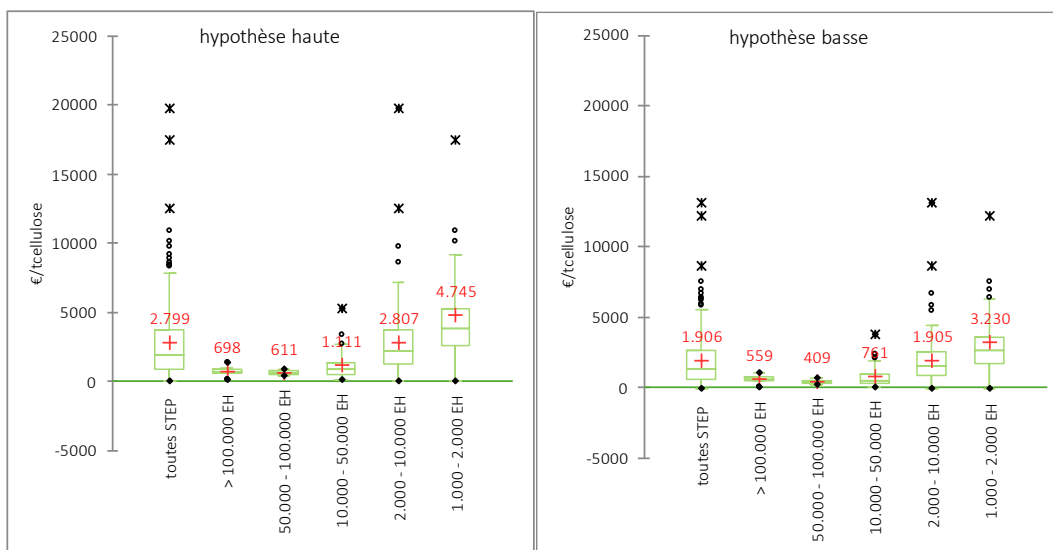 hypothèse haute
€/tcellulose
25000
20000
15000
10000
5000
0
-5000
2.799
698
611
1.111
2.807
4.745
toutes STEP
> 100.000 EH
50.000 - 100.000 EH
10.000 - 50.000 EH
2.000 - 10.000 EH
1.000 - 2.000 EH
hypothèse basse
€/tcellulose
25000
20000
15000
10000
5000
0
-5000
1.906
559
409
761
1.905
3.230
toutes STEP
> 100.000 EH
50.000 - 100.000 EH
10.000 - 50.000 EH
2.000 - 10.000 EH
1.000 - 2.000 EH